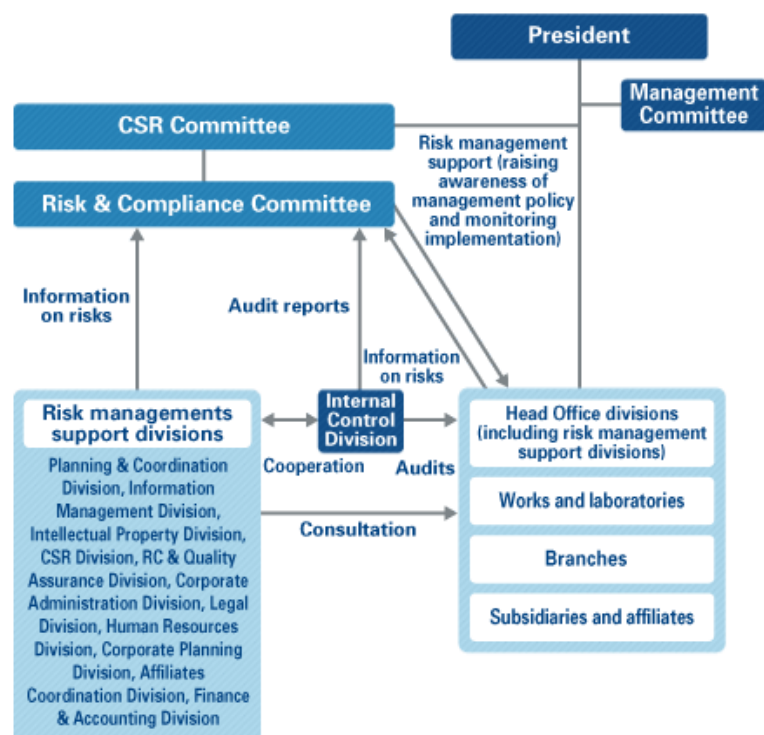 President
Management
Committee
CSR Committee
Risk management
support (raising
awareness of
management policy
and monitoring
implementation)
Risk & Compliance Committee
Information
on risks
Audit reports
Information
on risks
Risk managements
support divisions
Internal
Control
Division
Head Office divisions
(including risk management
support divisions)
Cooperation
Audits
Planning & Coordination
Division, Information
Management Division,
Intellectual Property Division,
CSR Division, RC & Quality
Assurance Division, Corporate
Administration Division, Legal
Division, Human Resources
Division, Corporate Planning
Division, Affiliates
Coordination Division, Finance
& Accounting Division
Consultation
Works and laboratories
Branches
Subsidiaries and affiliates